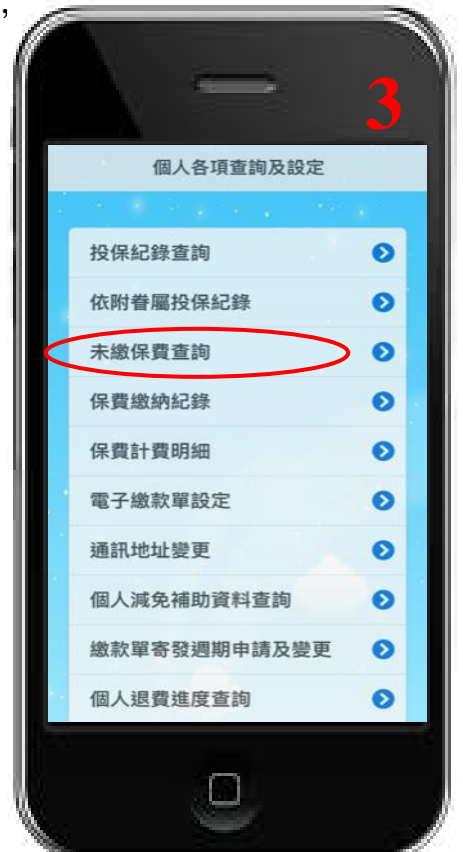 ，
3
個人各項查詢及設定
投保紀錄查詢
依附眷屬投保紀錄
未繳保費查詢
保費繳納紀錄
保費計費明細
電子繳款單設定
通訊地址變更
個人減免補助資料查詢
繳款單寄發週期申請及變更
個人退費進度查詢